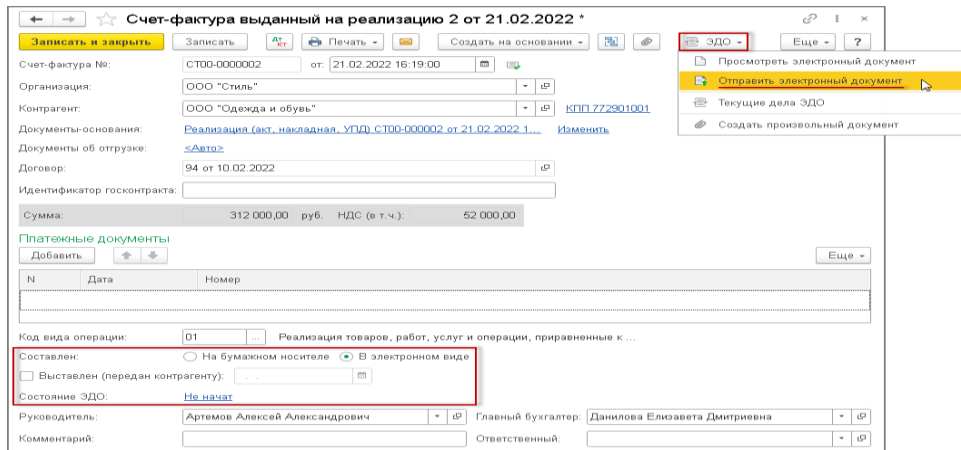 Счет-фактура выданный на реализацию 2 от 21.02.2022 *
Записать и закрыть Записать Дт Кт Печать Создать на основании ЭДО Еще ?
Просмотреть электронный документ
Отправить электронный документ
Текущие дела ЭДО
Создать произвольный документ
Счет-фактура №: СТ00-0000002 от: 21.02.2022 16:19:00
Организация: ООО "Стиль"
Контрагент: ООО "Одежда и обувь" КПП 772901001
Документы-основания: Реализация (акт, накладная, УПД) СТ00-000002 от 21.02.2022 1... Изменить
Документы об отгрузке: <Авто>
Договор: 94 от 10.02.2022
Идентификатор госконтракта:
Сумма: 312 000,00 руб. НДС (в т.ч.): 52 000,00
Платежные документы
Добавить Еще
N Дата Номер
Код вида операции: 01 ... Реализация товаров, работ, услуг и операции, приравненные к ...
Составлен: На бумажном носителе В электронном виде
Выставлен (передан контрагенту): . .
Состояние ЭДО: Не начат
Руководитель: Артемов Алексей Александрович Главный бухгалтер: Данилова Елизавета Дмитриевна
Комментарий: Ответственный: